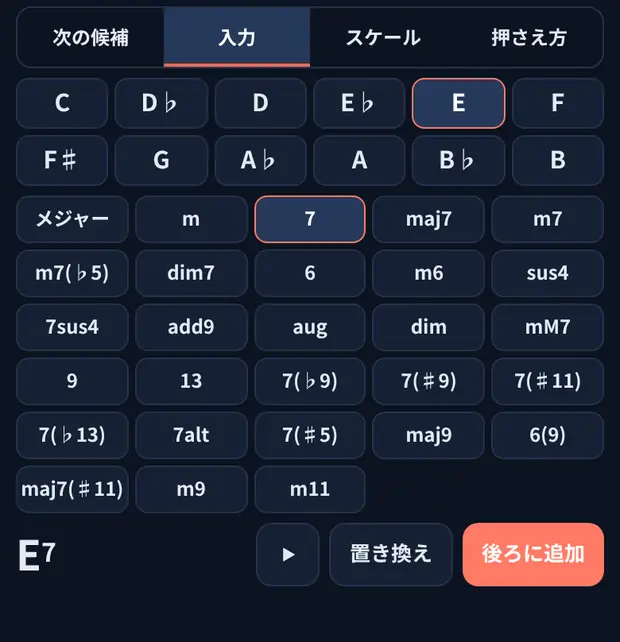 次の候補 入力 スケール 押さえ方
C D♭ D E♭ E F
F♯ G A♭ A B♭ B
メジャー m 7 maj7 m7
m7(♭5) dim7 6 m6 sus4
7sus4 add9 aug dim mM7
9 13 7(♭9) 7(♯9) 7(♯11)
7(♭13) 7alt 7(♯5) maj9 6(9)
maj7(♯11) m9 m11
E7 置き換え 後ろに追加